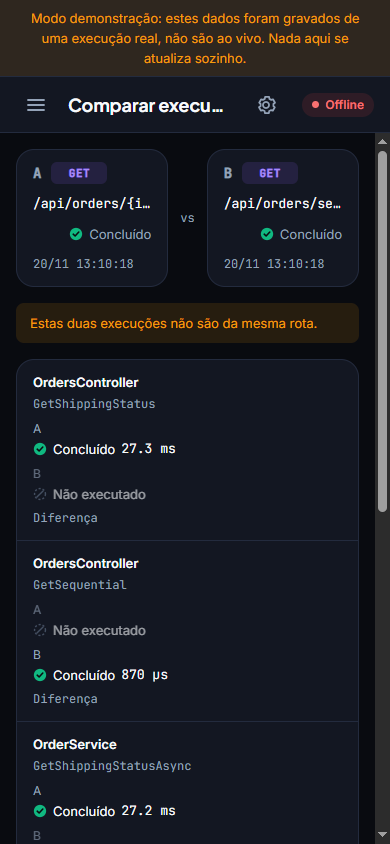 Modo demonstração: estes dados foram gravados de
uma execução real, não são ao vivo. Nada aqui se
atualiza sozinho.
Comparar execu…
Offline
A GET
/api/orders/{i…
Concluído
20/11 13:10:18
vs
B GET
/api/orders/se…
Concluído
20/11 13:10:18
Estas duas execuções não são da mesma rota.
OrdersController
GetShippingStatus
A
Concluído 27.3 ms
B
Não executado
Diferença
OrdersController
GetSequential
A
Não executado
B
Concluído 870 µs
Diferença
OrderService
GetShippingStatusAsync
A
Concluído 27.2 ms
B